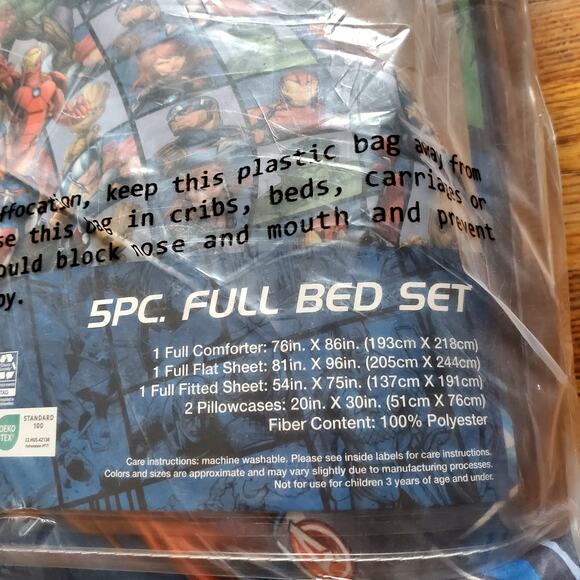 ffocation, keep this plastic bag away from
se this bag in cribs, beds, carriages or
ould block nose and mouth and prevent
by.
5PC. FULL BED SET
1 Full Comforter: 76in. X 86in. (193cm X 218cm)
1 Full Flat Sheet: 81in. X 96in. (205cm X 244cm)
1 Full Fitted Sheet: 54in. X 75in. (137cm X 191cm)
2 Pillowcases: 20in. X 30in. (51cm X 76cm)
Fiber Content: 100% Polyester
TAG
OEKO
TEX®
STANDARD
100
Care instructions: machine washable. Please see inside labels for care instructions.
Colors and sizes are approximate and may vary slightly due to manufacturing processes.
Not for use for children 3 years of age and under.